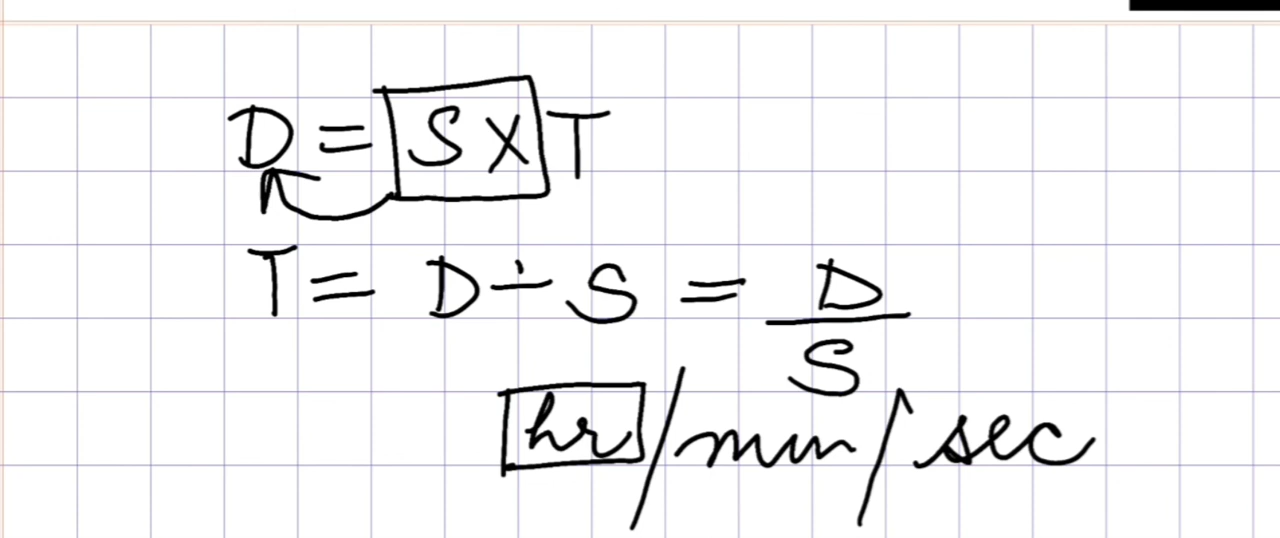 D = S X T
T = D ÷ S = D/S
hr/min/sec